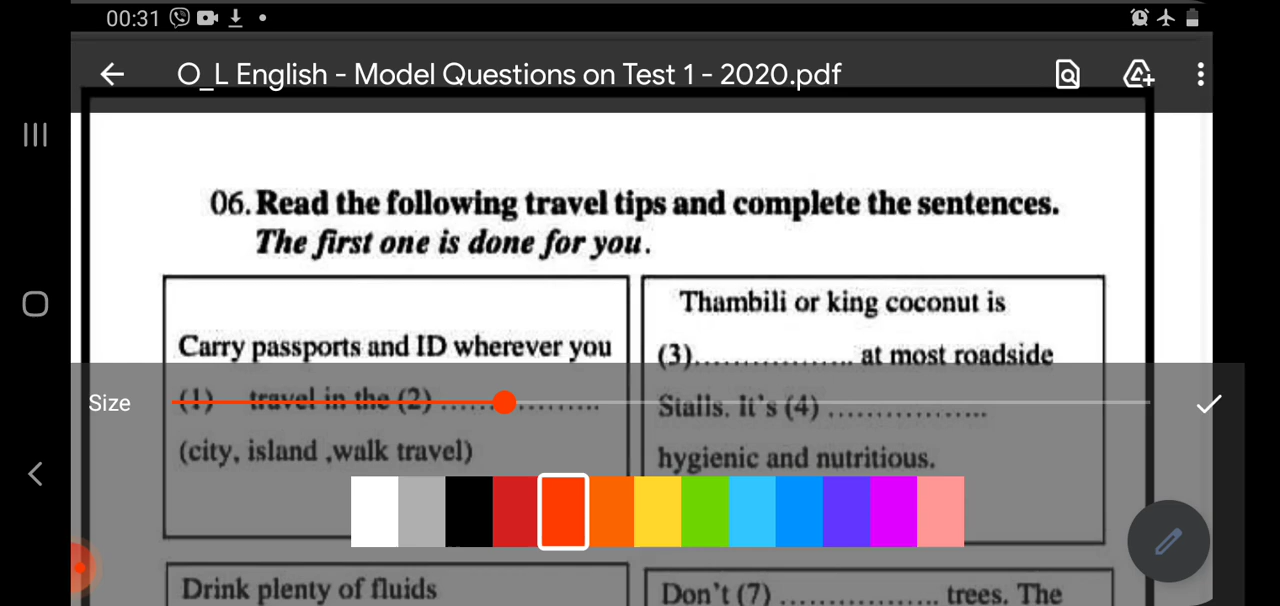 00:31
O_L English - Model Questions on Test 1 - 2020.pdf
06. Read the following travel tips and complete the sentences.
The first one is done for you.
Carry passports and ID wherever you
(1) travel in the (2) ..................
(city, island ,walk travel)
Thambili or king coconut is
(3)................. at most roadside
Stalls. It's (4) .................
hygienic and nutritious.
Size
Drink plenty of fluids
Don't (7) ................. trees. The